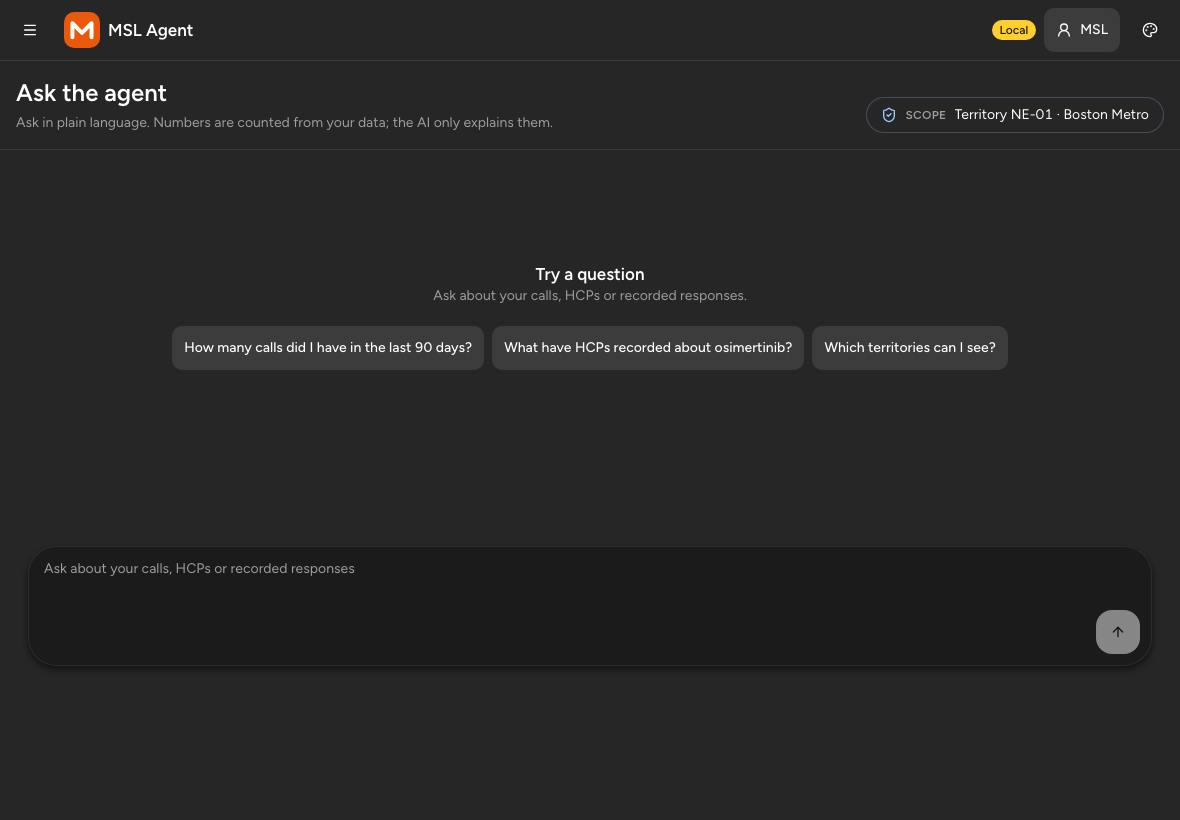 MSL Agent
Local
MSL
Ask the agent
Ask in plain language. Numbers are counted from your data; the AI only explains them.
SCOPE Territory NE-01 · Boston Metro
Try a question
Ask about your calls, HCPs or recorded responses.
How many calls did I have in the last 90 days?
What have HCPs recorded about osimertinib?
Which territories can I see?
Ask about your calls, HCPs or recorded responses